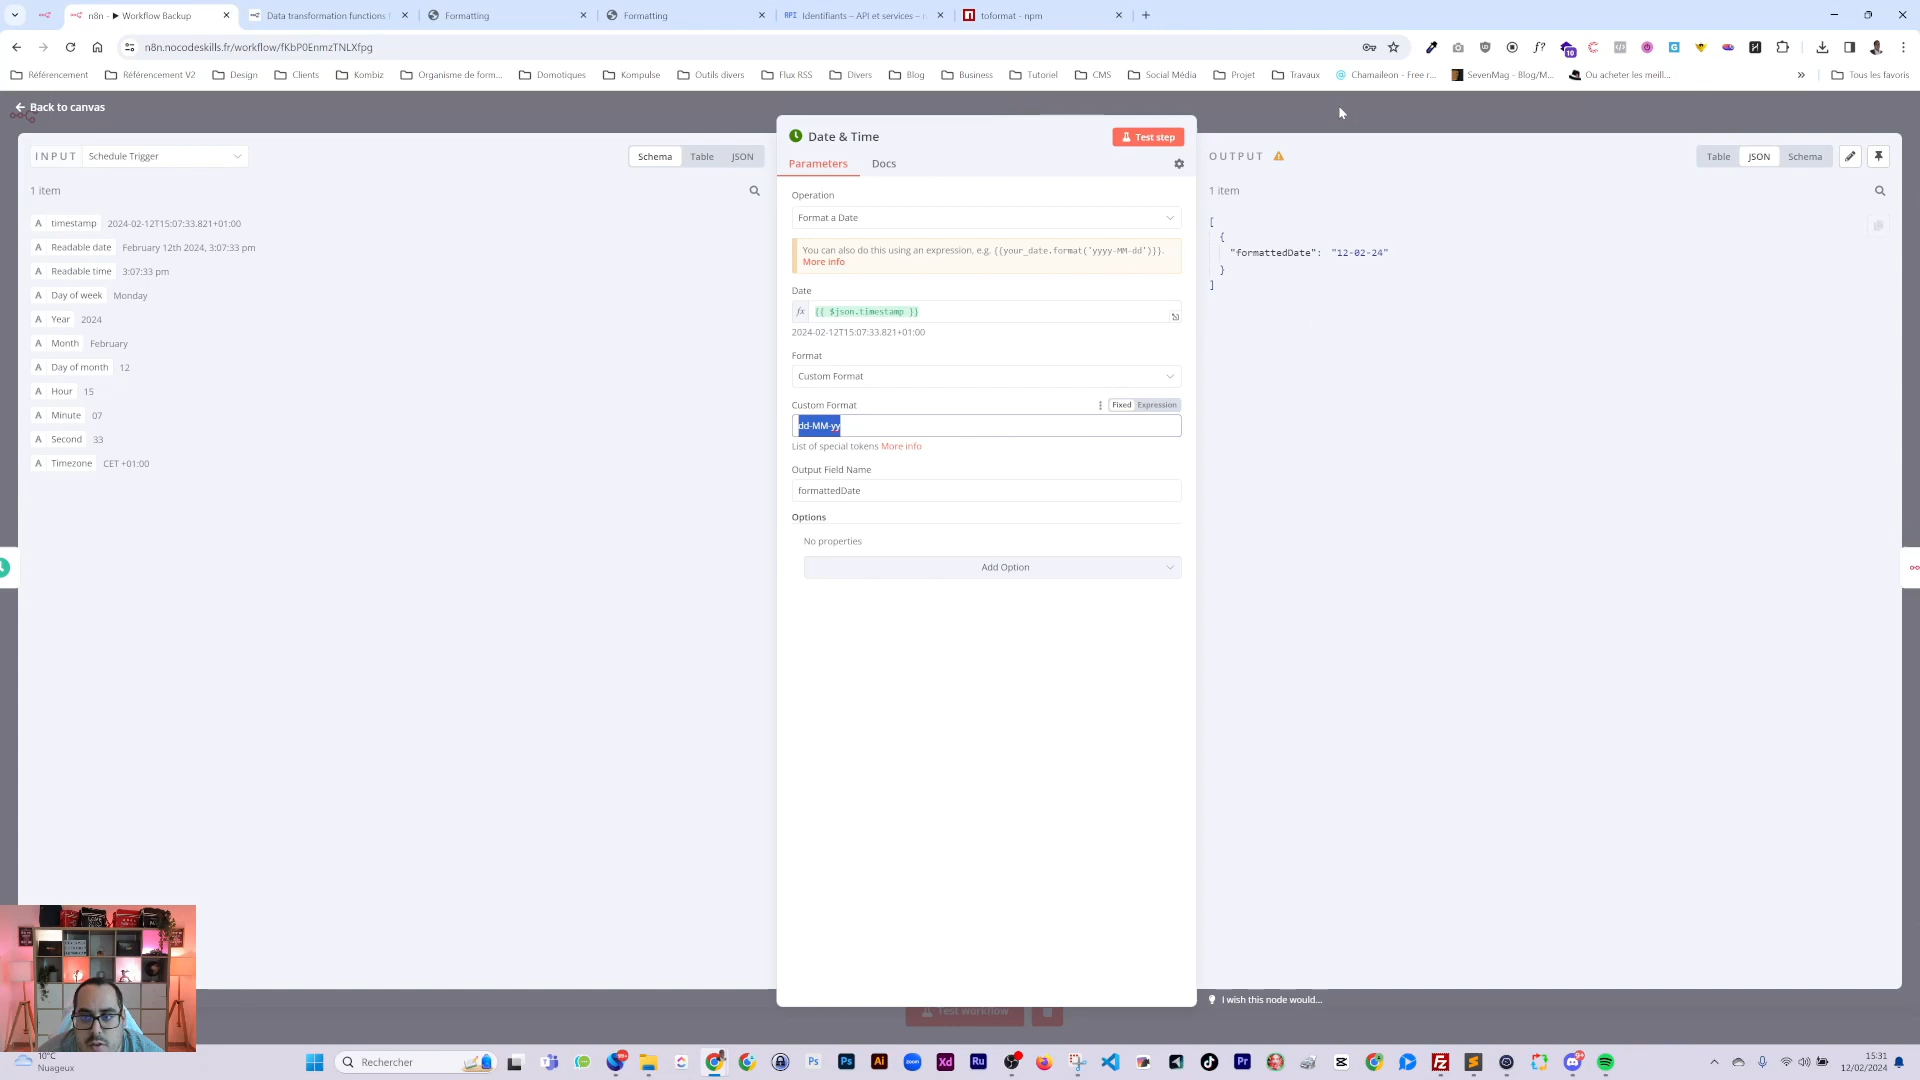 n8n - ▶ Workflow Backup
Data transformation functions
Formatting
Formatting
API Identifiants – API et services – n
toformat - npm
n8n.nocodeskills.fr/workflow/fKbP0EnmzTNLXfpg
Référencement
Référencement V2
Design
Clients
Kombiz
Organisme de form...
Domotiques
Kompulse
Outils divers
Flux RSS
Divers
Blog
Business
Tutoriel
CMS
Social Média
Projet
Travaux
Chamaileon - Free r...
SevenMag - Blog/M...
Ou acheter les meill...
»
Tous les favoris
Back to canvas
INPUT
Schedule Trigger
Schema
Table
JSON
1 item
A timestamp 2024-02-12T15:07:33.821+01:00
A Readable date February 12th 2024, 3:07:33 pm
A Readable time 3:07:33 pm
A Day of week Monday
A Year 2024
A Month February
A Day of month 12
A Hour 15
A Minute 07
A Second 33
A Timezone CET +01:00
Date & Time
Test step
Parameters
Docs
Operation
Format a Date
You can also do this using an expression, e.g. {{your_date.format('yyyy-MM-dd')}}.
More info
Date
fx {{ $json.timestamp }}
2024-02-12T15:07:33.821+01:00
Format
Custom Format
Custom Format
Fixed Expression
dd-MM-yy
List of special tokens More info
Output Field Name
formattedDate
Options
No properties
Add Option
OUTPUT
Table
JSON
Schema
1 item
[
{
"formattedDate": "12-02-24"
}
]
I wish this node would...
Test workflow
10°C
Nuageux
Rechercher
15:31
12/02/2024